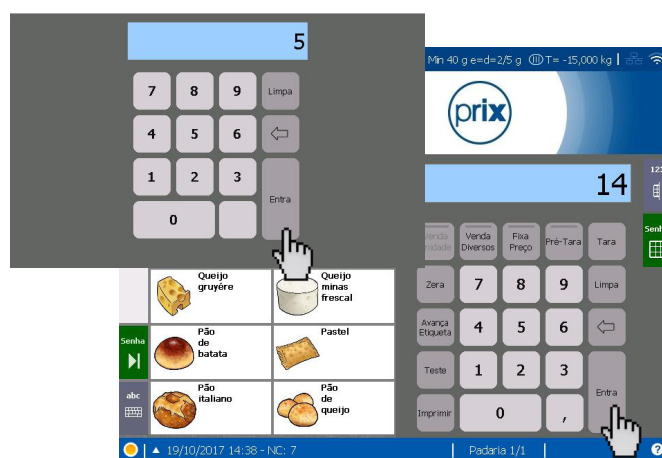 5
7 8 9 Limpa
4 5 6
1 2 3
Entra
0
Min 40 g e=d=2/5 g T= -15,000 kg
prix
14
123
Senha
Venda Diversos Fixa Preço Pré-Tara Tara
Zera 7 8 9 Limpa
Avança Etiqueta 4 5 6
Teste 1 2 3
Entra
Imprimir 0 ,
Queijo gruyére
Queijo minas frescal
Senha
Pão de batata
Pastel
abc
Pão italiano
Pão de queijo
19/10/2017 14:38 - NC: 7
Padaria 1/1
?